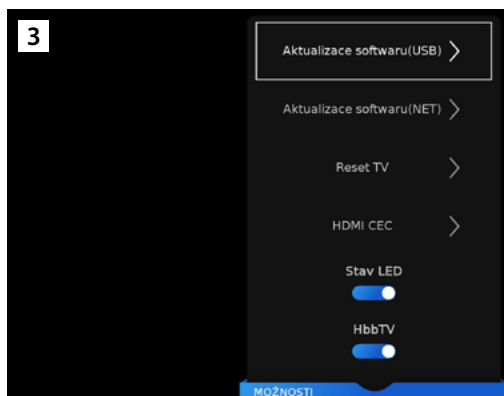 3
Aktualizace softwaru(USB)
Aktualizace softwaru(NET)
Reset TV
HDMI CEC
Stav LED
HbbTV
MOŽNOSTI